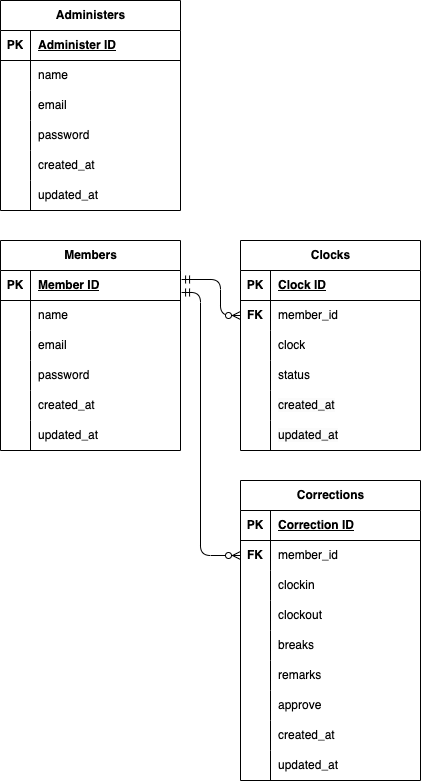 Administers
PK Administer ID
name
email
password
created_at
updated_at
Members
PK Member ID
name
email
password
created_at
updated_at
Clocks
PK Clock ID
FK member_id
clock
status
created_at
updated_at
Corrections
PK Correction ID
FK member_id
clockin
clockout
breaks
remarks
approve
created_at
updated_at